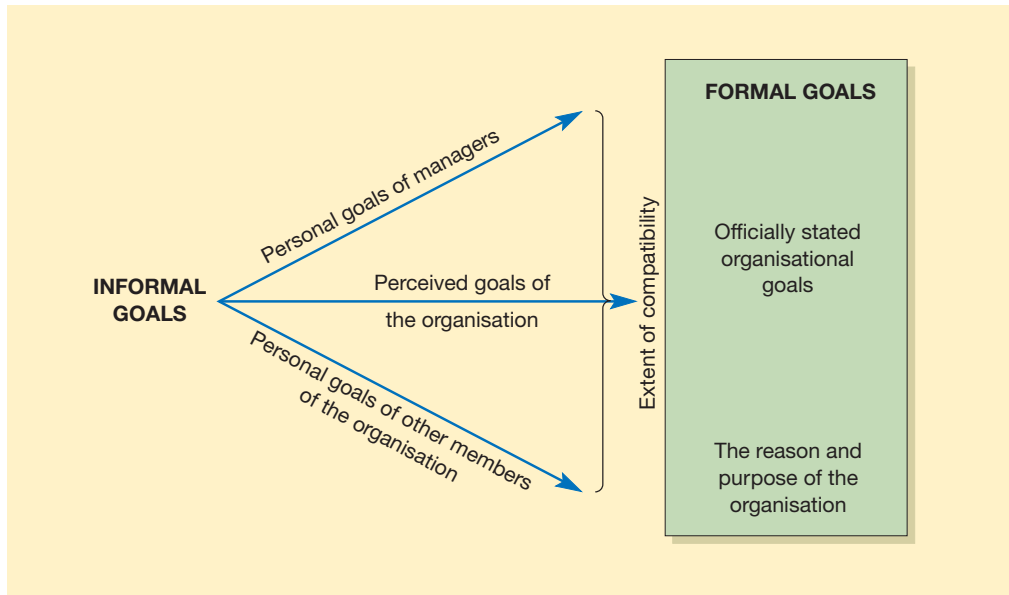 INFORMAL
GOALS
Personal goals of managers
Perceived goals of
the organisation
Personal goals of other members
of the organisation
Extent of compatibility
FORMAL GOALS
Officially stated
organisational
goals
The reason and
purpose of the
organisation